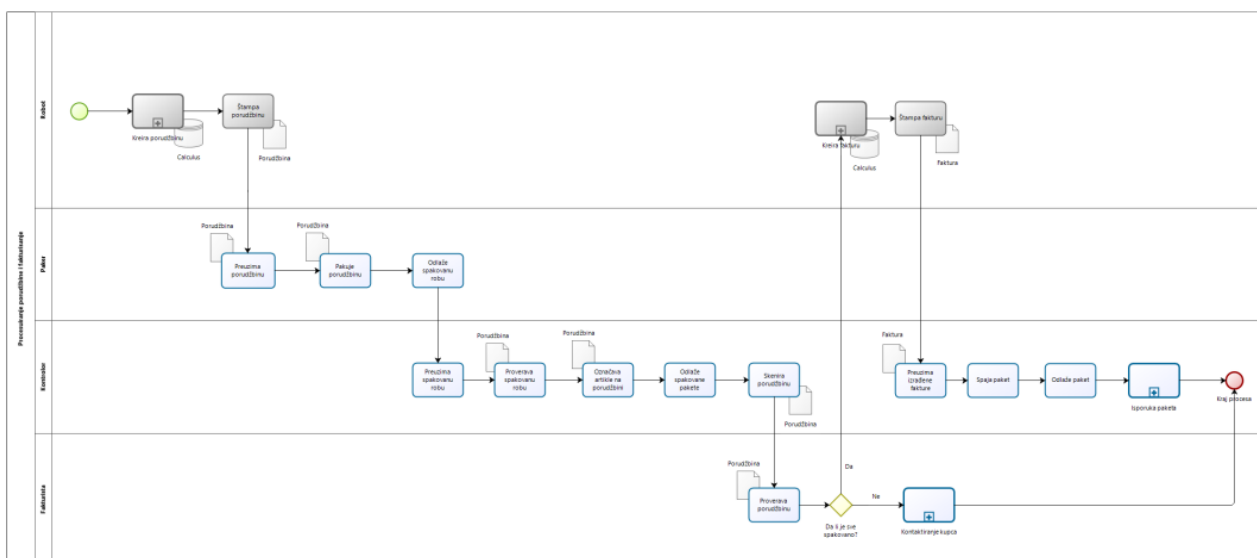 Procesuiranje porudžbina i fakturisanje
Robot
Kreira porudžbinu
Calculus
Štampa
porudžbinu
Porudžbina
Kreira fakturu
Calculus
Štampa fakturu
Faktura
Paker
Porudžbina
Preuzima
porudžbinu
Porudžbina
Pakuje
porudžbinu
Odlaže
spakovanu
robu
Kontrolor
Preuzima
spakovanu
robu
Porudžbina
Proverava
spakovanu
robu
Porudžbina
Označava
artikle na
porudžbini
Odlaže
spakovane
pakete
Skenira
porudžbinu
Porudžbina
Faktura
Preuzima
izrađene
fakture
Spaja paket
Odlaže paket
Isporuka paketa
Kraj procesa
Fakturista
Porudžbina
Proverava
porudžbinu
Da li je sve
spakovano?
Da
Ne
Kontaktiranje kupca